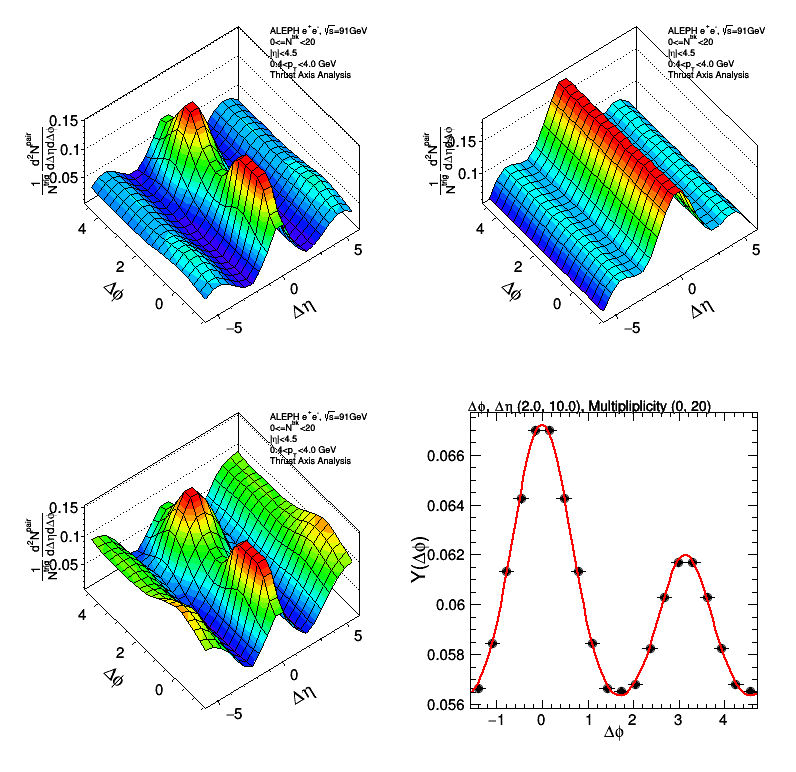 ALEPH e⁺e⁻, √s=91GeV
0<=N^trk<20
|η|<4.5
0.4<p_T<4.0 GeV
Thrust Axis Analysis
1/N^trig d²N^pair/dΔηdΔφ
0.15
0.1
0.05
4
2
0
Δφ
−5
0
5
Δη
ALEPH e⁺e⁻, √s=91GeV
0<=N^trk<20
|η|<4.5
0.4<p_T<4.0 GeV
Thrust Axis Analysis
1/N^trig d²N^pair/dΔηdΔφ
0.15
0.1
4
2
0
Δφ
−5
0
5
Δη
ALEPH e⁺e⁻, √s=91GeV
0<=N^trk<20
|η|<4.5
0.4<p_T<4.0 GeV
Thrust Axis Analysis
1/N^trig d²N^pair/dΔηdΔφ
0.15
0.1
0.05
4
2
0
Δφ
−5
0
5
Δη
Δφ, Δη (2.0, 10.0), Multipliplicity (0, 20)
Y(Δφ)
0.066
0.064
0.062
0.06
0.058
0.056
−1 0 1 2 3 4
Δφ